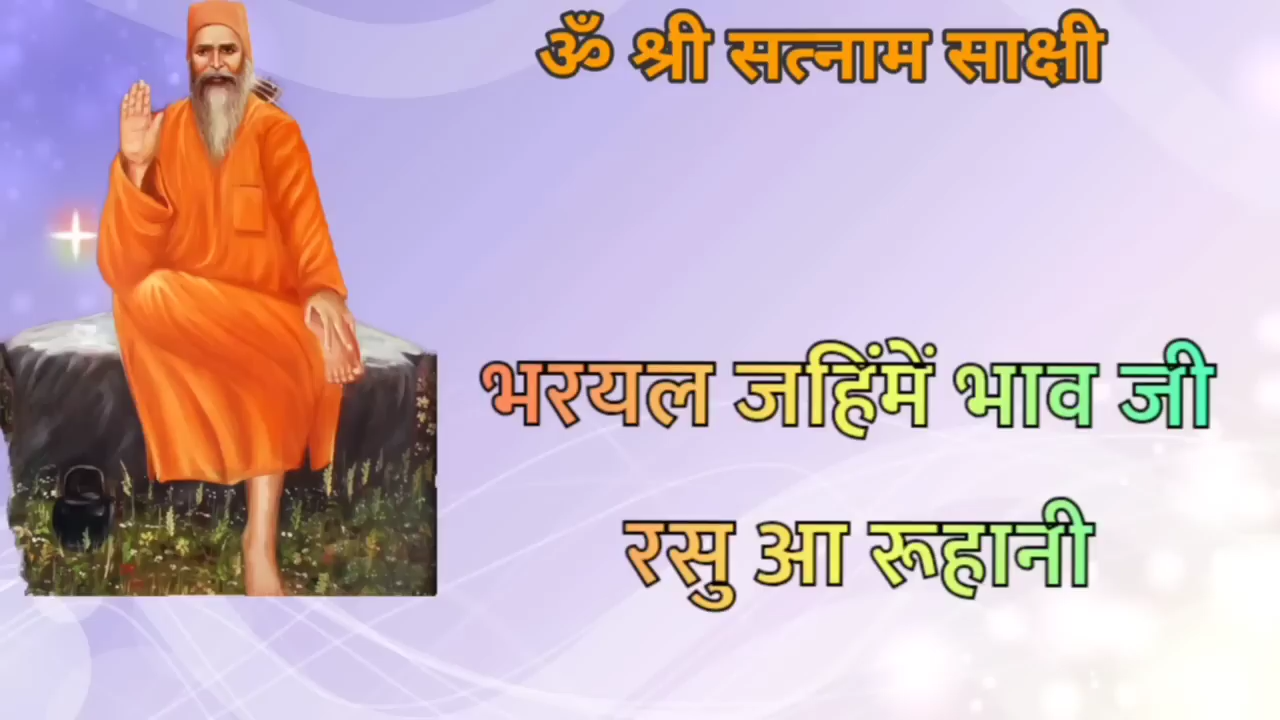 ॐ श्री सत्नाम साक्षी
भरयल जहिंमें भाव जी
रसु आ रूहानी